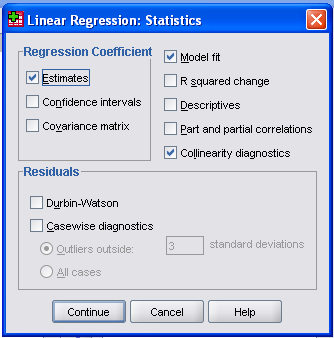 Linear Regression: Statistics
Regression Coefficient
Estimates
Confidence intervals
Covariance matrix
Model fit
R squared change
Descriptives
Part and partial correlations
Collinearity diagnostics
Residuals
Durbin-Watson
Casewise diagnostics
Outliers outside: 3 standard deviations
All cases
Continue Cancel Help